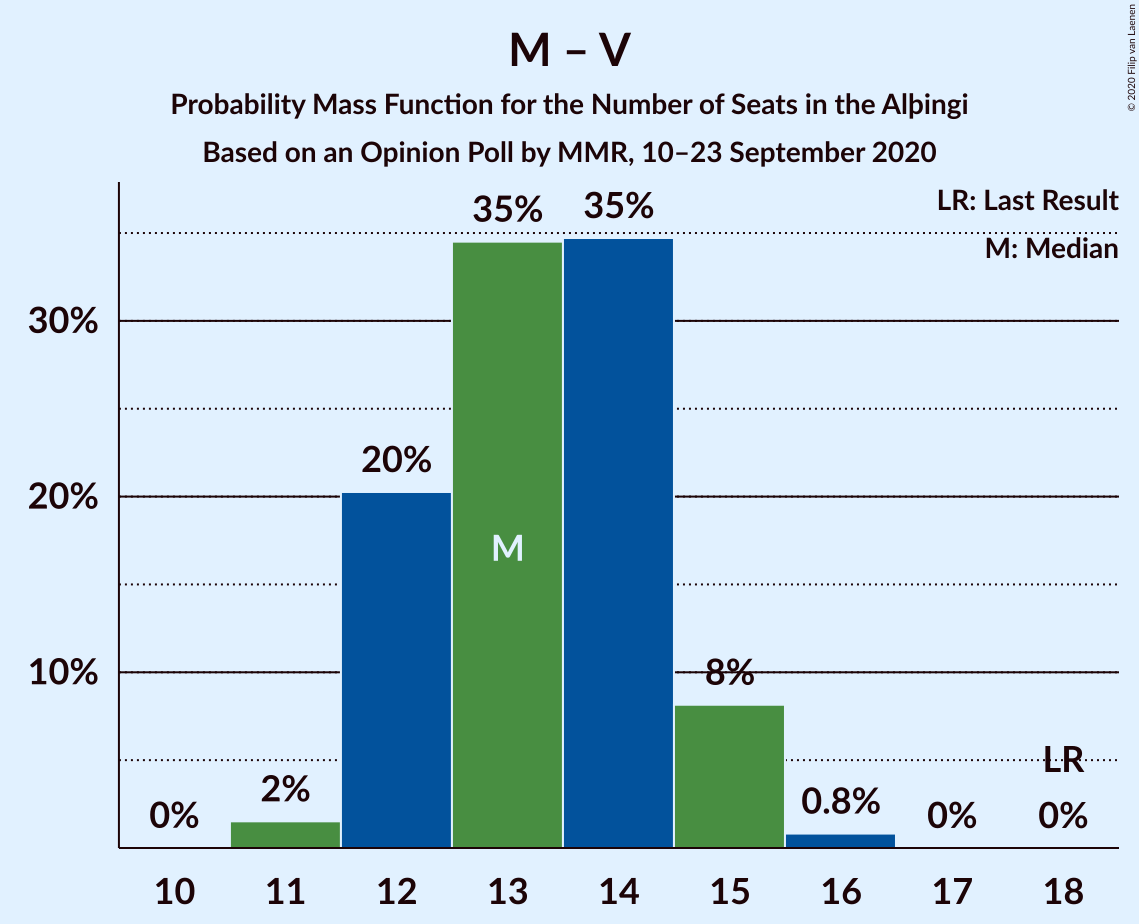 M – V
Probability Mass Function for the Number of Seats in the Alþingi
Based on an Opinion Poll by MMR, 10–23 September 2020
© 2020 Filip van Laenen
LR: Last Result
M: Median
35%
35%
30%
20%
20%
M
10%
8%
LR
0%
2%
0.8%
0%
0%
10
11
12
13
14
15
16
17
18